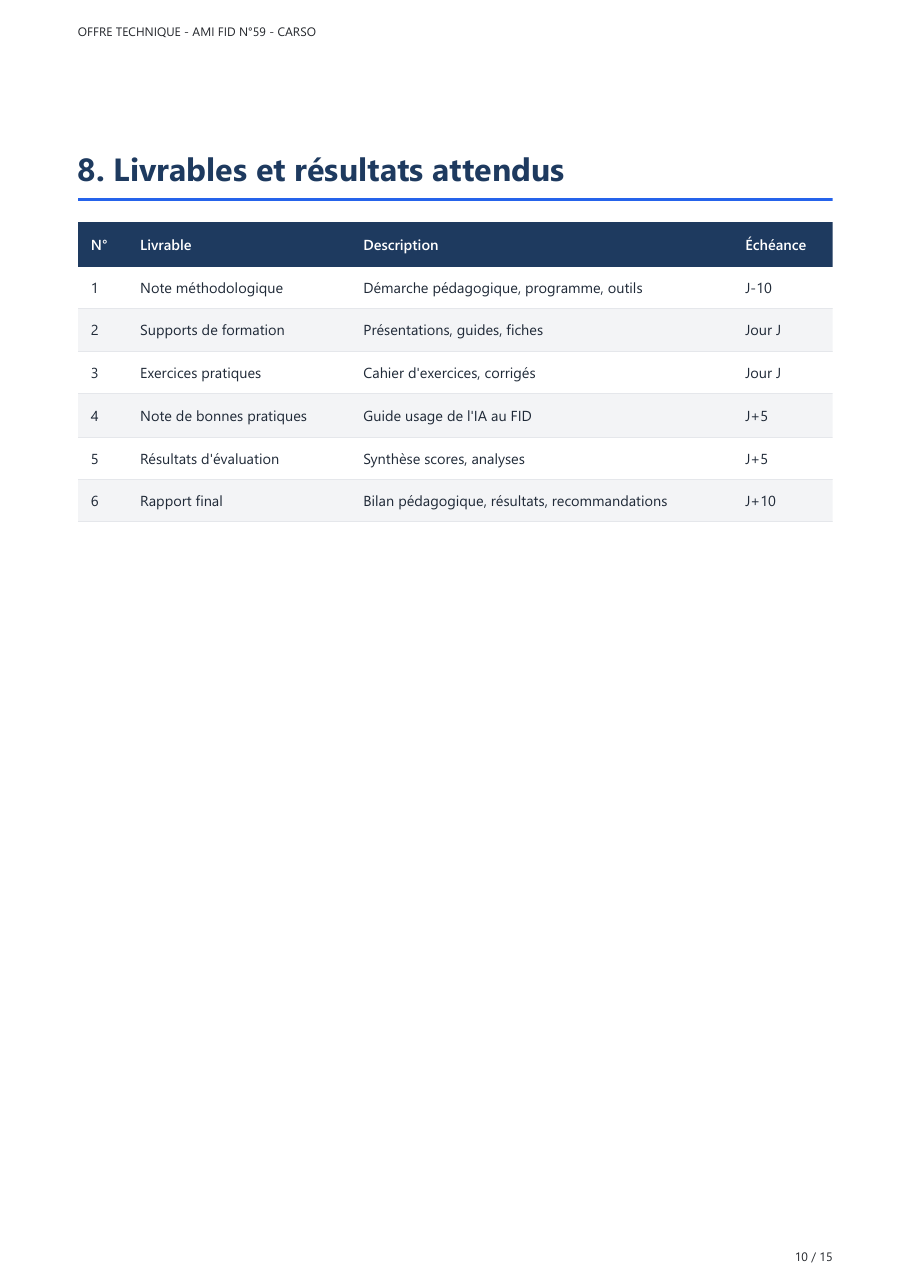 OFFRE TECHNIQUE - AMI FID N°59 - CARSO
8. Livrables et résultats attendus
N° Livrable Description Échéance
1 Note méthodologique Démarche pédagogique, programme, outils J-10
2 Supports de formation Présentations, guides, fiches Jour J
3 Exercices pratiques Cahier d'exercices, corrigés Jour J
4 Note de bonnes pratiques Guide usage de l'IA au FID J+5
5 Résultats d'évaluation Synthèse scores, analyses J+5
6 Rapport final Bilan pédagogique, résultats, recommandations J+10
10 / 15